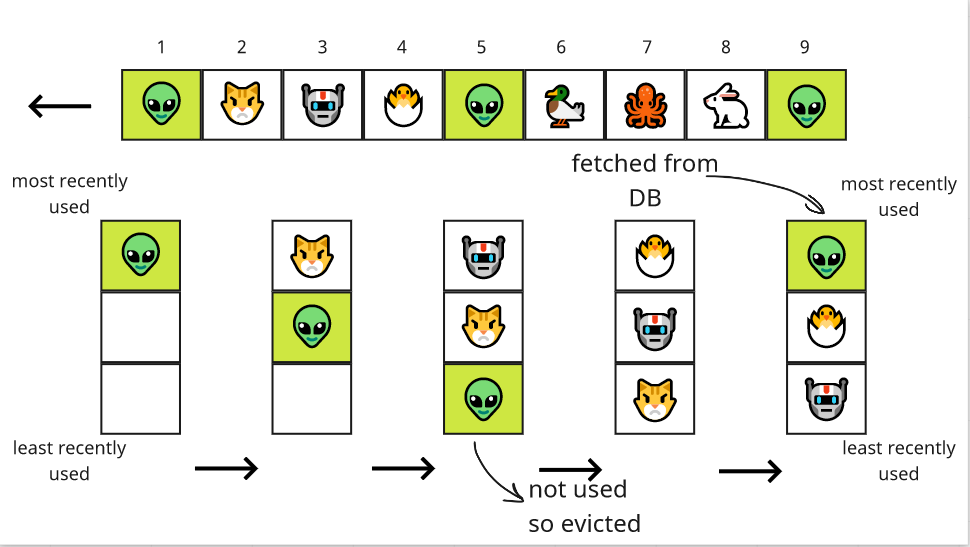 1 2 3 4 5 6 7 8 9
fetched from
DB
most recently
used
most recently
used
least recently
used
not used
so evicted
least recently
used